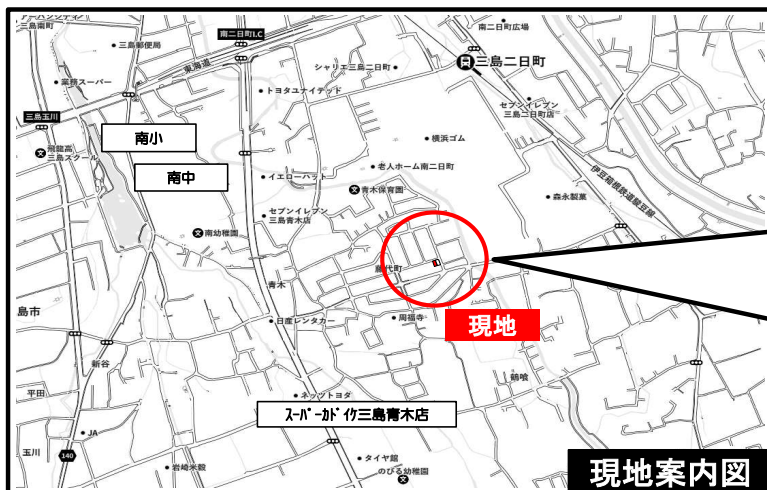 三島南町
三島郵便局
業務スーパー
南二日町I.C
東海道
シャリエ三島二日町
南二日町広場
三島二日町
トヨタユナイテッド
セブンイレブン
三島二日町店
三島玉川
飛龍高
三島スクール
南小
南中
横浜ゴム
老人ホーム南二日町
イエローハット
青木保育園
伊豆箱根鉄道駿豆線
森永製菓
セブンイレブン
三島青木店
南幼稚園
藤代町
青木
島市
日産レンタカー
周福寺
現地
新谷
鶴喰
平田
ネッツトヨタ
スーパーカドイケ三島青木店
JA
玉川
140
岩崎米穀
タイヤ館
のびる幼稚園
現地案内図